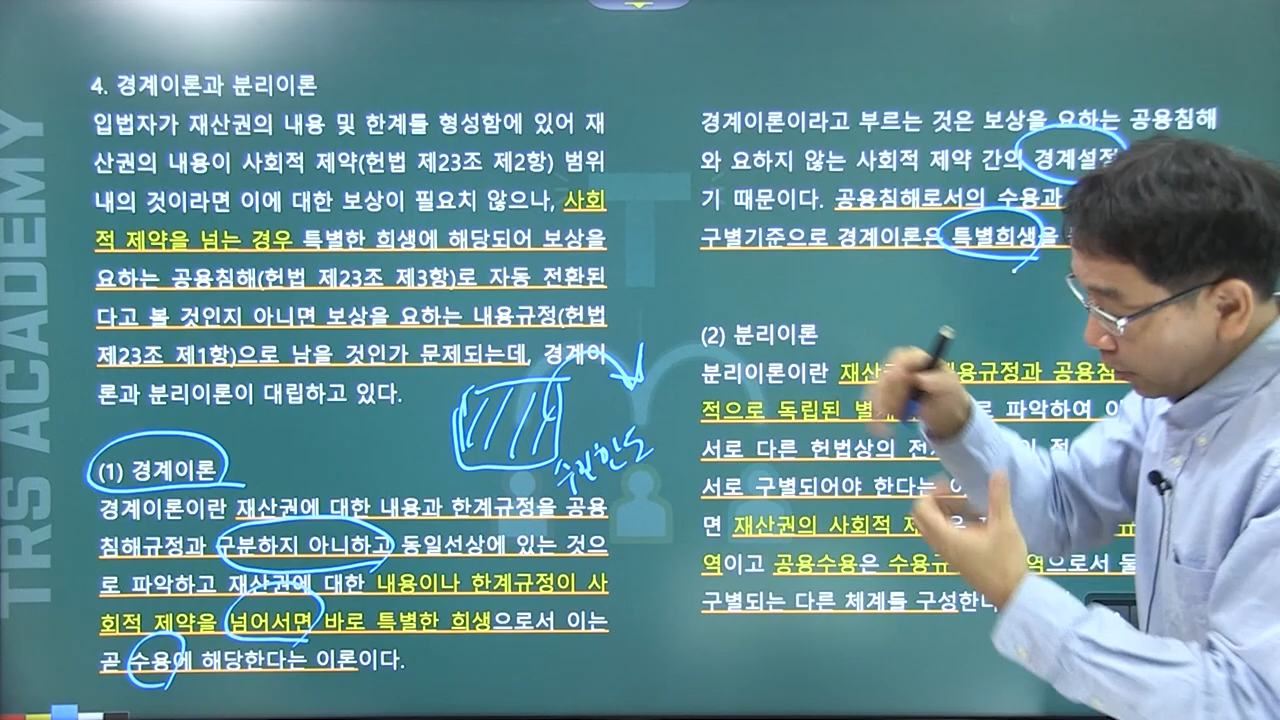 4. 경계이론과 분리이론
입법자가 재산권의 내용 및 한계를 형성함에 있어 재
산권의 내용이 사회적 제약(헌법 제23조 제2항) 범위
내의 것이라면 이에 대한 보상이 필요치 않으나, 사회
적 제약을 넘는 경우 특별한 희생에 해당되어 보상을
요하는 공용침해(헌법 제23조 제3항)로 자동 전환된
다고 볼 것인지 아니면 보상을 요하는 내용규정(헌법
제23조 제1항)으로 남을 것인가 문제되는데, 경계이
론과 분리이론이 대립하고 있다.
(1) 경계이론
경계이론이란 재산권에 대한 내용과 한계규정을 공용
침해규정과 구분하지 아니하고 동일선상에 있는 것으
로 파악하고 재산권에 대한 내용이나 한계규정이 사
회적 제약을 넘어서면 바로 특별한 희생으로서 이는
곧 수용에 해당한다는 이론이다.
경계이론이라고 부르는 것은 보상을 요하는 공용침해
와 요하지 않는 사회적 제약 간의 경계설정
기 때문이다. 공용침해로서의 수용과
구별기준으로 경계이론은 특별희생을
(2) 분리이론
분리이론이란 공용
적으로 독립된 파악하여
서로 다른 헌법상의
서로 구별되어야 한다는
면 재산권의 사회적
역이고 공용수용은 역으로서
구별되는 다른 체계를
TRS ACADEMY